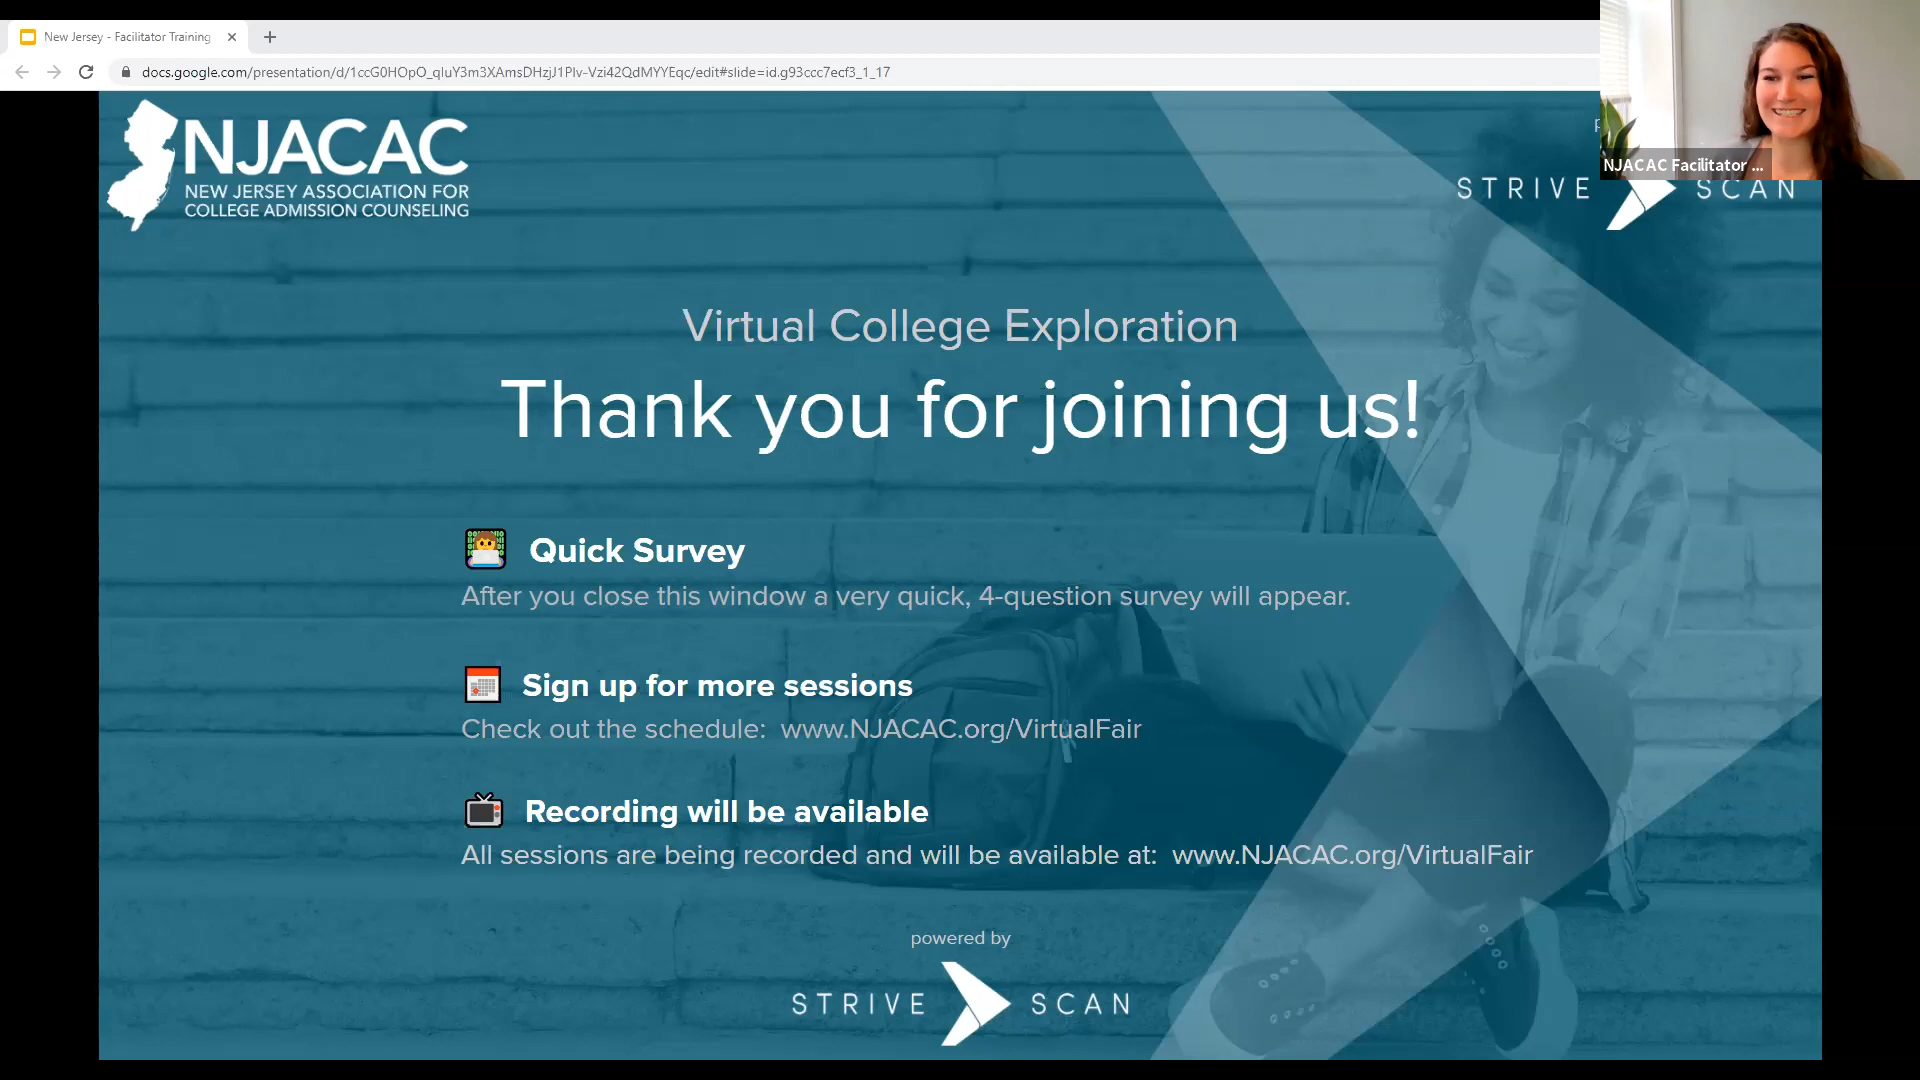 New Jersey - Facilitator Training
docs.google.com/presentation/d/1ccG0HOpO_qluY3m3XAmsDHzjJ1PIv-Vzi42QdMYYEqc/edit#slide=id.g93ccc7ecf3_1_17
NJACAC
NEW JERSEY ASSOCIATION FOR
COLLEGE ADMISSION COUNSELING
NJACAC Facilitator ...
STRIVE SCAN
Virtual College Exploration
Thank you for joining us!
Quick Survey
After you close this window a very quick, 4-question survey will appear.
Sign up for more sessions
Check out the schedule: www.NJACAC.org/VirtualFair
Recording will be available
All sessions are being recorded and will be available at: www.NJACAC.org/VirtualFair
powered by
STRIVE SCAN